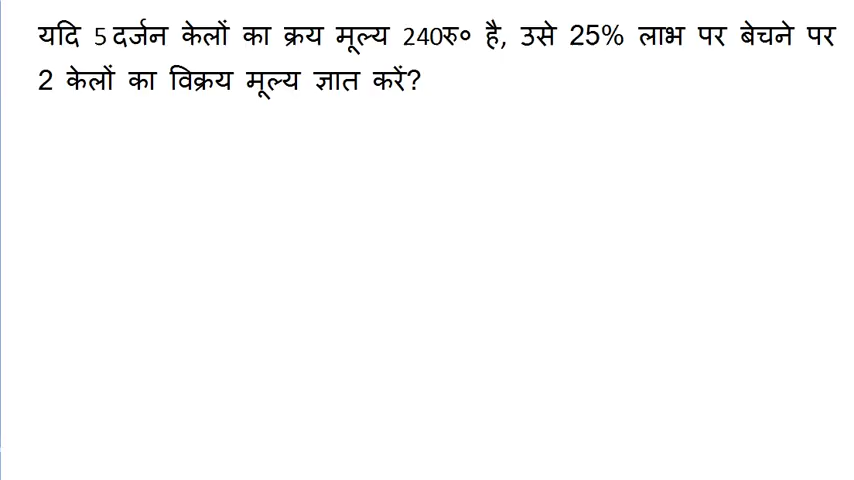 यदि 5 दर्जन केलों का क्रय मूल्य 240रु० है, उसे 25% लाभ पर बेचने पर
2 केलों का विक्रय मूल्य ज्ञात करें?